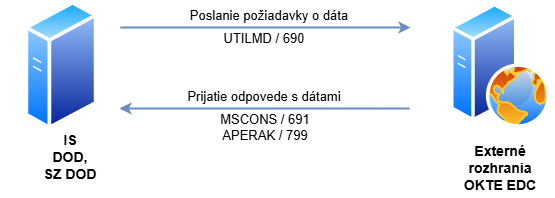 Poslanie požiadavky o dáta
UTILMD / 690
Prijatie odpovede s dátami
MSCONS / 691
APERAK / 799
IS
DOD,
SZ DOD
Externé
rozhrania
OKTE EDC